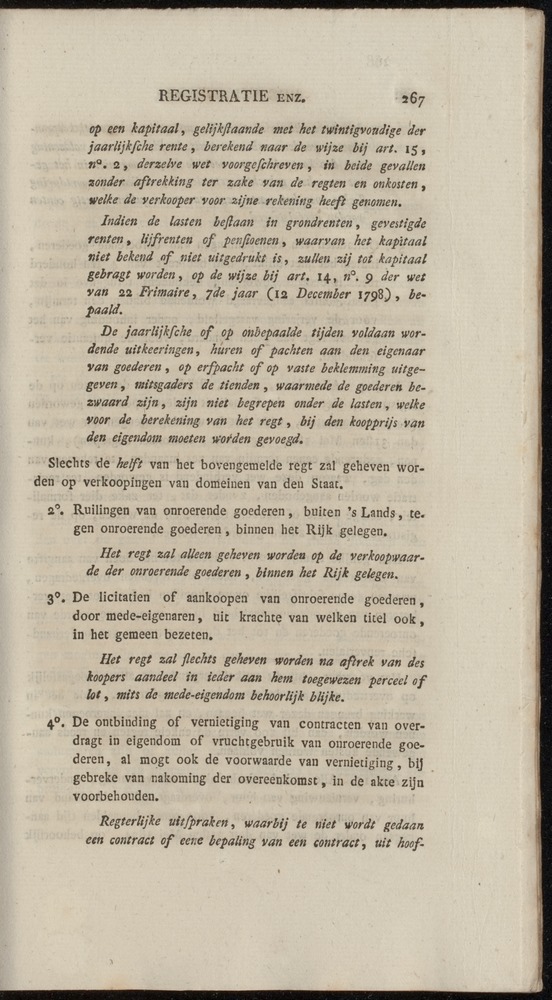 REGISTRATIE ENZ. 267
op een kapitaal, gelijkſtaande met het twintigvoudige der
jaarlijkſche rente, berekend naar de wijze bij art. 15,
nº. 2, derzelve wet voorgeſchreven, in beide gevallen
zonder aftrekking ter zake van de regten en onkosten,
welke de verkooper voor zijne rekening heeft genomen.
Indien de lasten beſtaan in grondrenten, gevestigde
renten, lijfrenten of penſioenen, waarvan het kapitaal
niet bekend of niet uitgedrukt is, zullen zij tot kapitaal
gebragt worden, op de wijze bij art. 14, nº. 9 der wet
van 22 Frimaire, 7de jaar (12 December 1798), be-
paald.
De jaarlijkſche of op onbepaalde tijden voldaan wor-
dende uitkeeringen, huren of pachten aan den eigenaar
van goederen, op erfpacht of op vaste beklemming uitge-
geven, mitsgaders de tienden, waarmede de goederen be-
zwaard zijn, zijn niet begrepen onder de lasten, welke
voor de berekening van het regt, bij den koopprijs van
den eigendom moeten worden gevoegd.
Slechts de helft van het bovengemelde regt zal geheven wor-
den op verkoopingen van domeinen van den Staat.
2º. Ruilingen van onroerende goederen, buiten 's Lands, te-
gen onroerende goederen, binnen het Rijk gelegen.
Het regt zal alleen geheven worden op de verkoopwaar-
de der onroerende goederen, binnen het Rijk gelegen.
3º. De licitatien of aankoopen van onroerende goederen,
door mede-eigenaren, uit krachte van welken titel ook,
in het gemeen bezeten.
Het regt zal ſlechts geheven worden na aftrek van des
koopers aandeel in ieder aan hem toegewezen perceel of
lot, mits de mede-eigendom behoorlijk blijke.
4º. De ontbinding of vernietiging van contracten van over-
dragt in eigendom of vruchtgebruik van onroerende goe-
deren, al mogt ook de voorwaarde van vernietiging, bij
gebreke van nakoming der overeenkomst, in de akte zijn
voorbehouden.
Regterlijke uitſpraken, waarbij te niet wordt gedaan
een contract of eene bepaling van een contract, uit hoof-